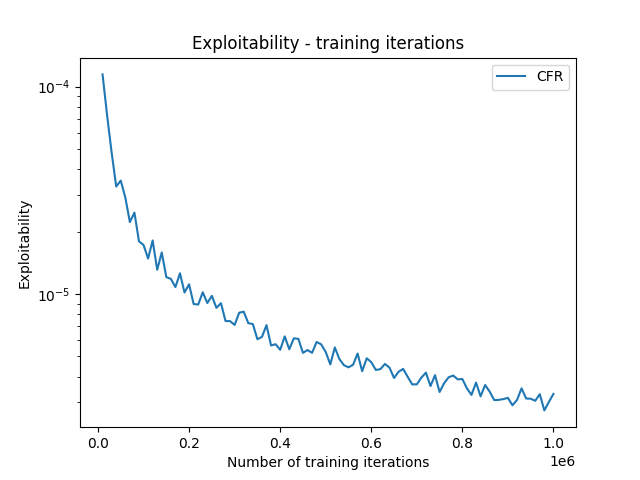 Exploitability - training iterations
CFR
10⁻⁴
10⁻⁵
Exploitability
0.0 0.2 0.4 0.6 0.8 1.0
1e6
Number of training iterations